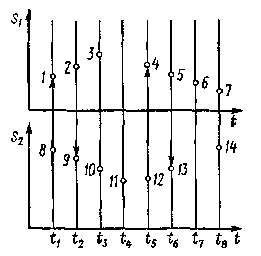 S₁
1 2 3 4 5 6 7
t
S₂
8 9 10 11 12 13 14
t₁ t₂ t₃ t₄ t₅ t₆ t₇ t₈ t